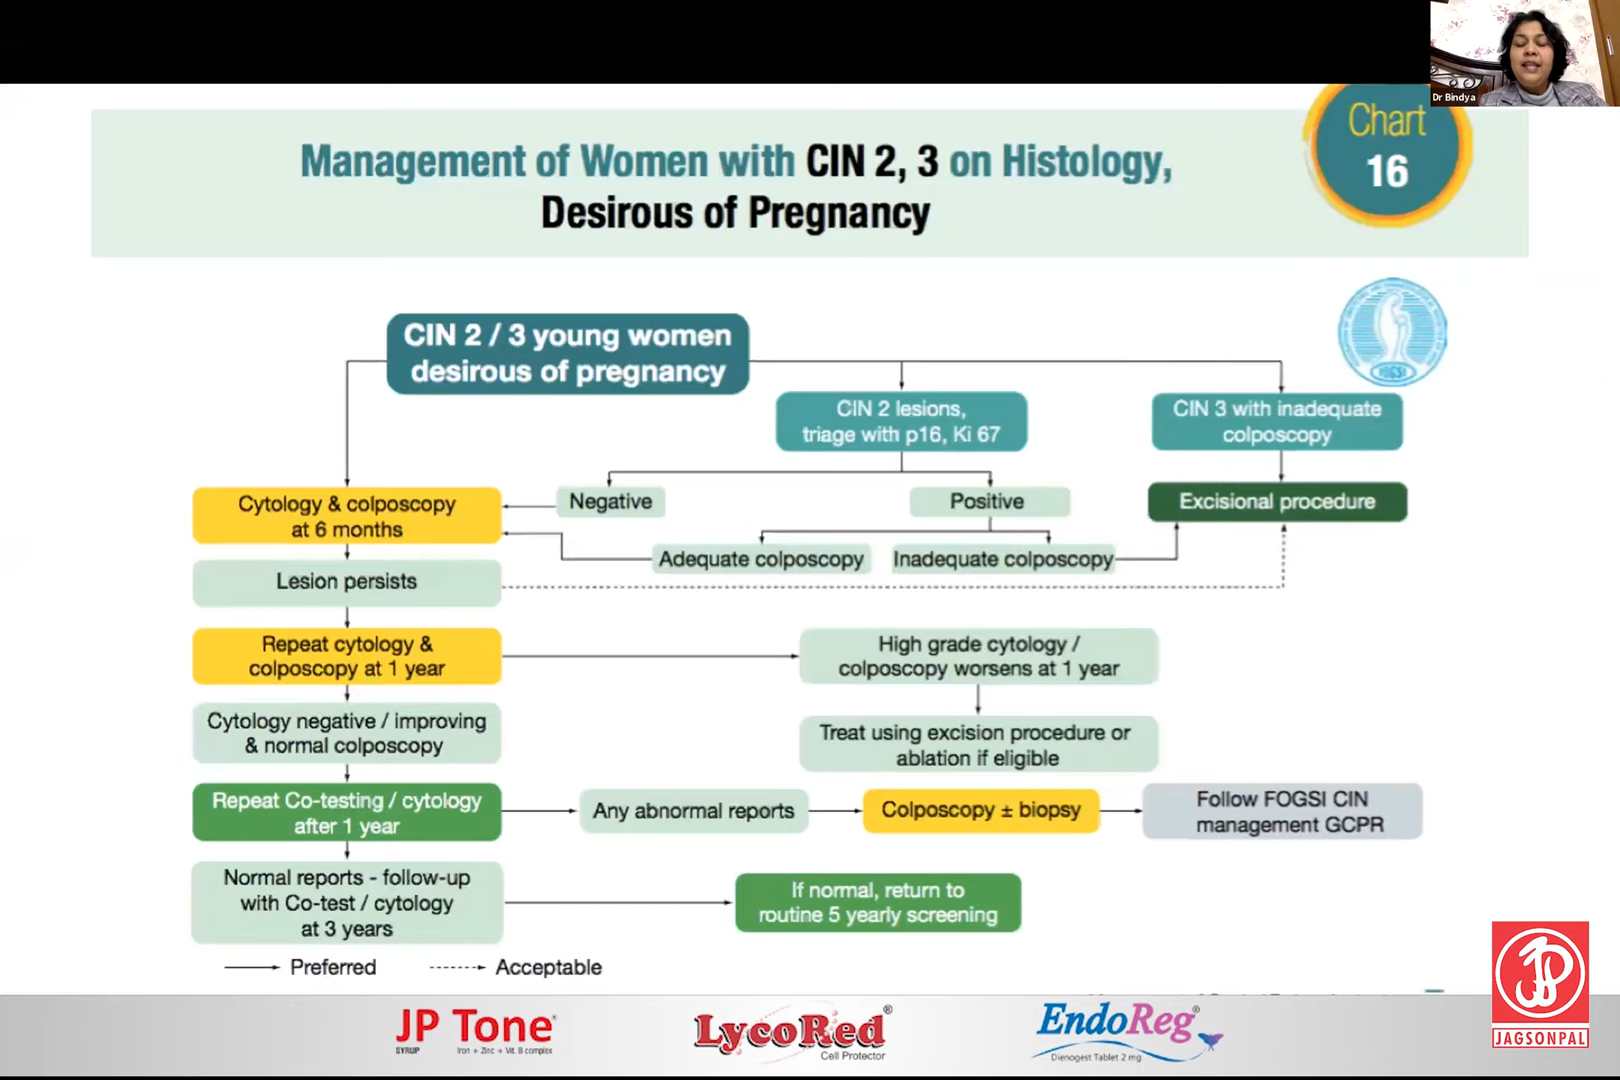 Dr Bindya
Chart
16
Management of Women with CIN 2, 3 on Histology,
Desirous of Pregnancy
FOGSI
CIN 2 / 3 young women
desirous of pregnancy
CIN 2 lesions,
triage with p16, Ki 67
CIN 3 with inadequate
colposcopy
Cytology & colposcopy
at 6 months
Negative
Positive
Excisional procedure
Adequate colposcopy
Inadequate colposcopy
Lesion persists
Repeat cytology &
colposcopy at 1 year
High grade cytology /
colposcopy worsens at 1 year
Cytology negative / improving
& normal colposcopy
Treat using excision procedure or
ablation if eligible
Repeat Co-testing / cytology
after 1 year
Any abnormal reports
Colposcopy ± biopsy
Follow FOGSI CIN
management GCPR
Normal reports - follow-up
with Co-test / cytology
at 3 years
If normal, return to
routine 5 yearly screening
Preferred
Acceptable
JP Tone
SYRUP
Iron + Zinc + Vit. B complex
LycoRed®
Cell Protector
EndoReg®
Dienogest Tablet 2 mg
JAGSONPAL